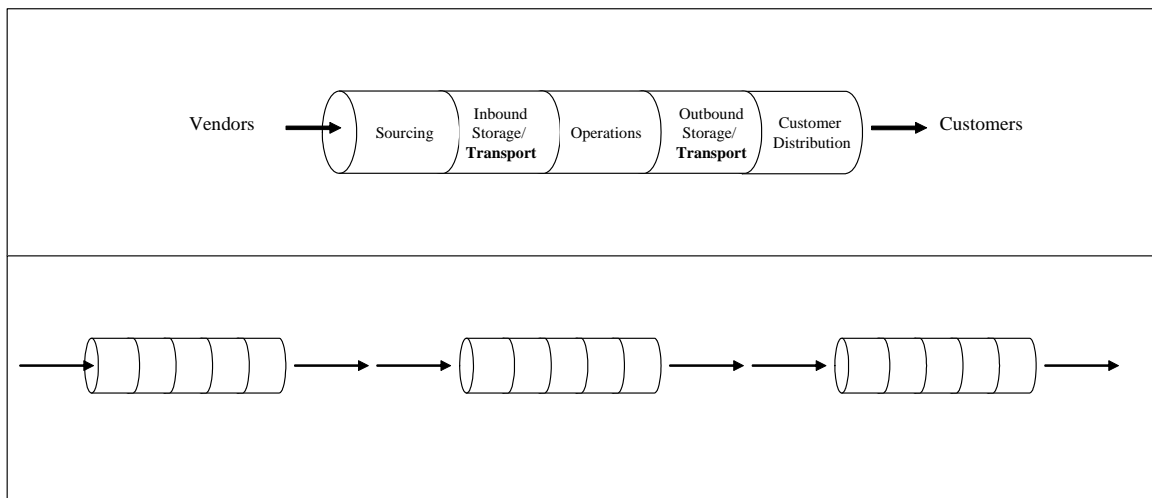 Vendors
Sourcing
Inbound
Storage/
Transport
Operations
Outbound
Storage/
Transport
Customer
Distribution
Customers